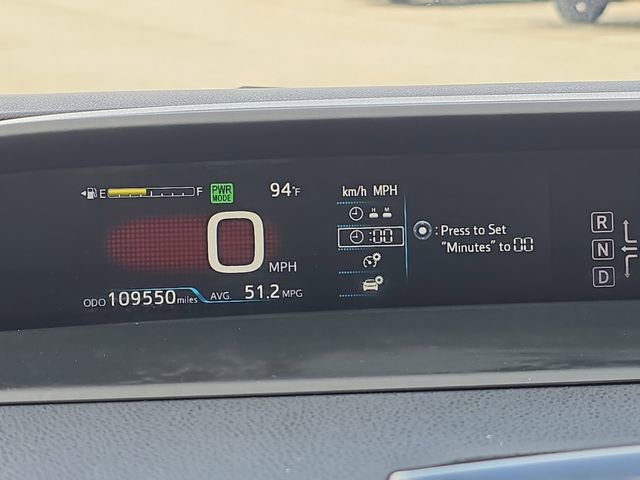 E F PWR MODE 94°F
0 MPH
ODO 109550 miles AVG. 51.2 MPG
km/h MPH
H M
:00
: Press to Set
"Minutes" to 00
R
N
D